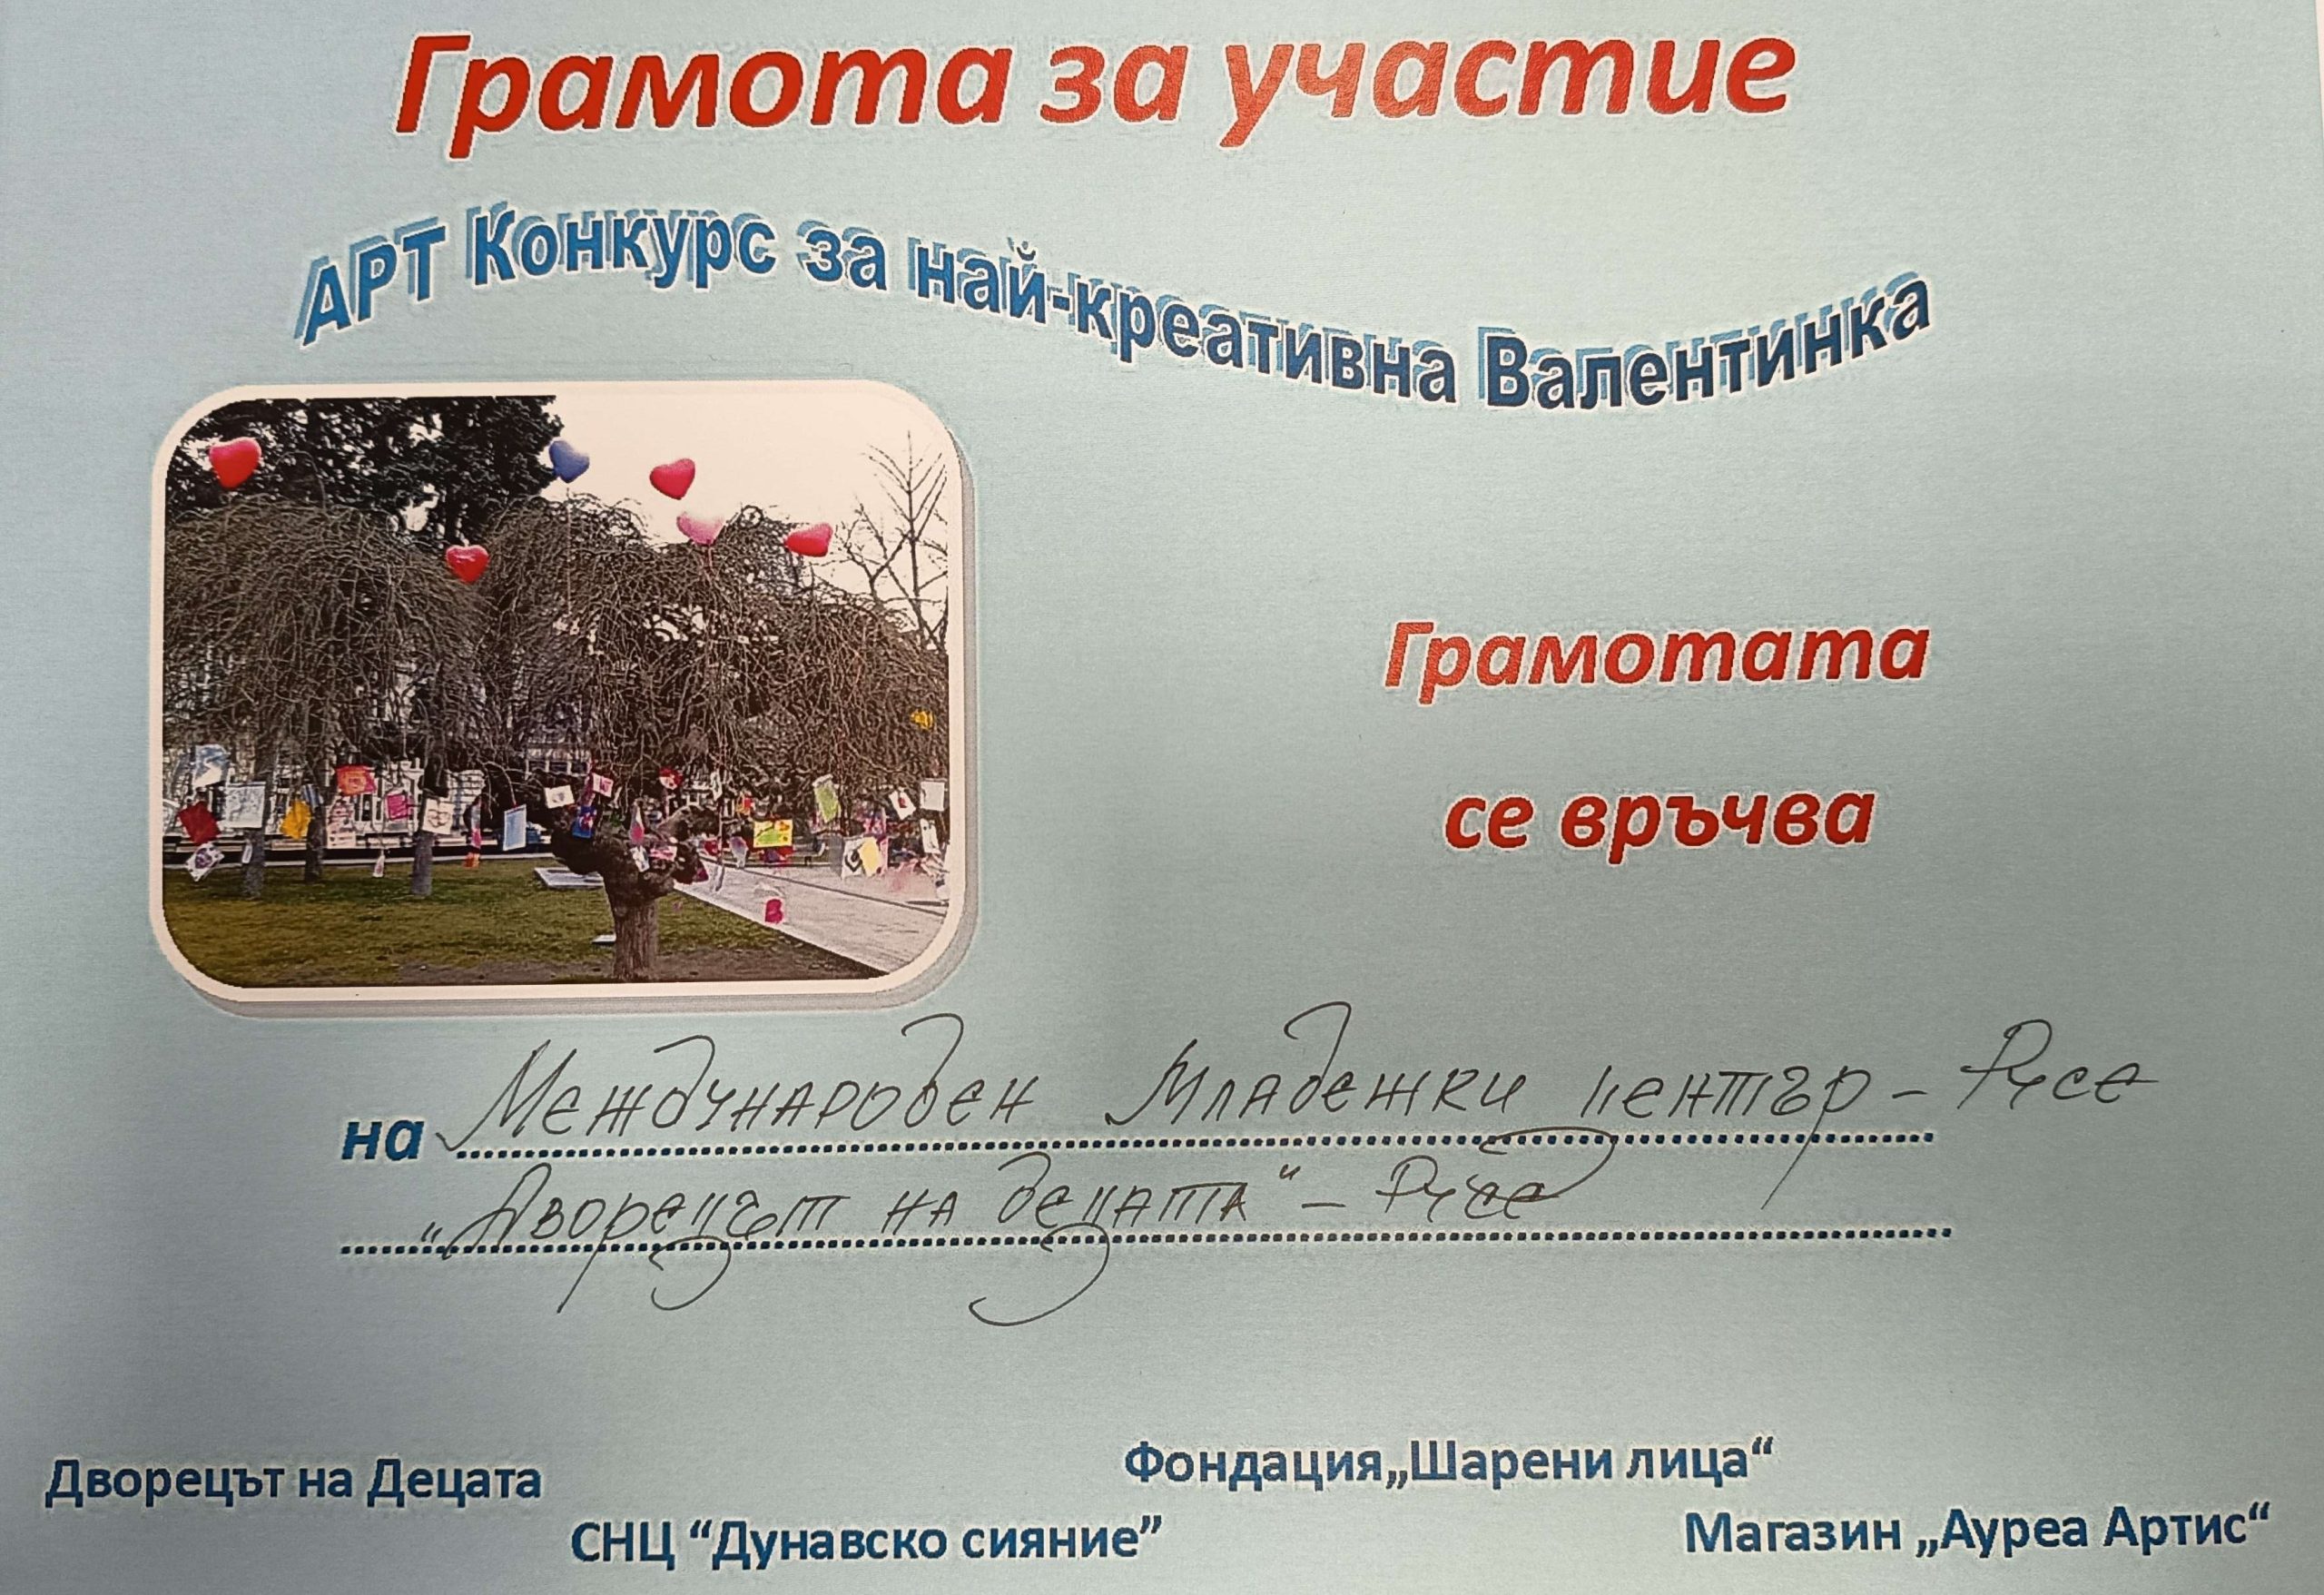 Грамота за участие
АРТ Конкурс за най-креативна Валентинка
Грамотата
се връчва
на Международен Младежки център - Русе
„Дворецът на децата“ - Русе
Фондация„Шарени лица“
Дворецът на Децата
Магазин „Ауреа Артис“
СНЦ “Дунавско сияние”